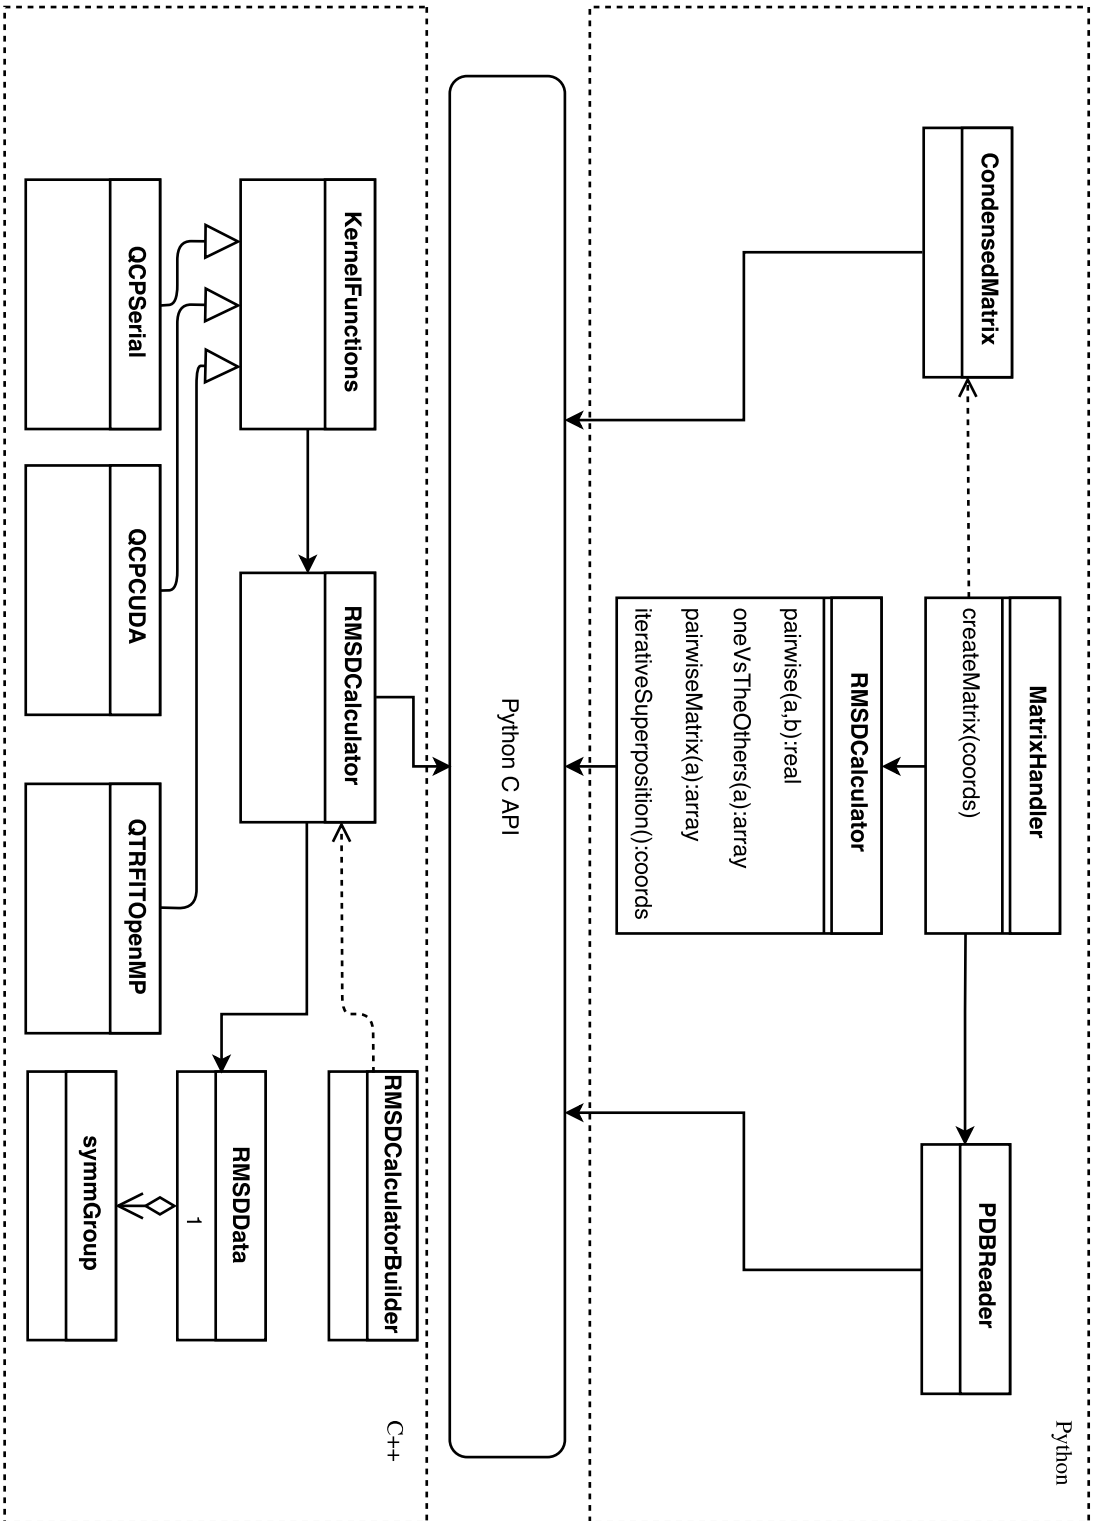 Python
MatrixHandler
createMatrix(coords)
CondensedMatrix
PDBReader
RMSDCalculator
pairwise(a,b):real
oneVsTheOthers(a):array
pairwiseMatrix(a):array
iterativeSuperposition():coords
Python C API
C++
KernelFunctions
RMSDCalculator
RMSDCalculatorBuilder
RMSDData
1
QCPSerial
QCPCUDA
QTRFITOpenMP
symmGroup